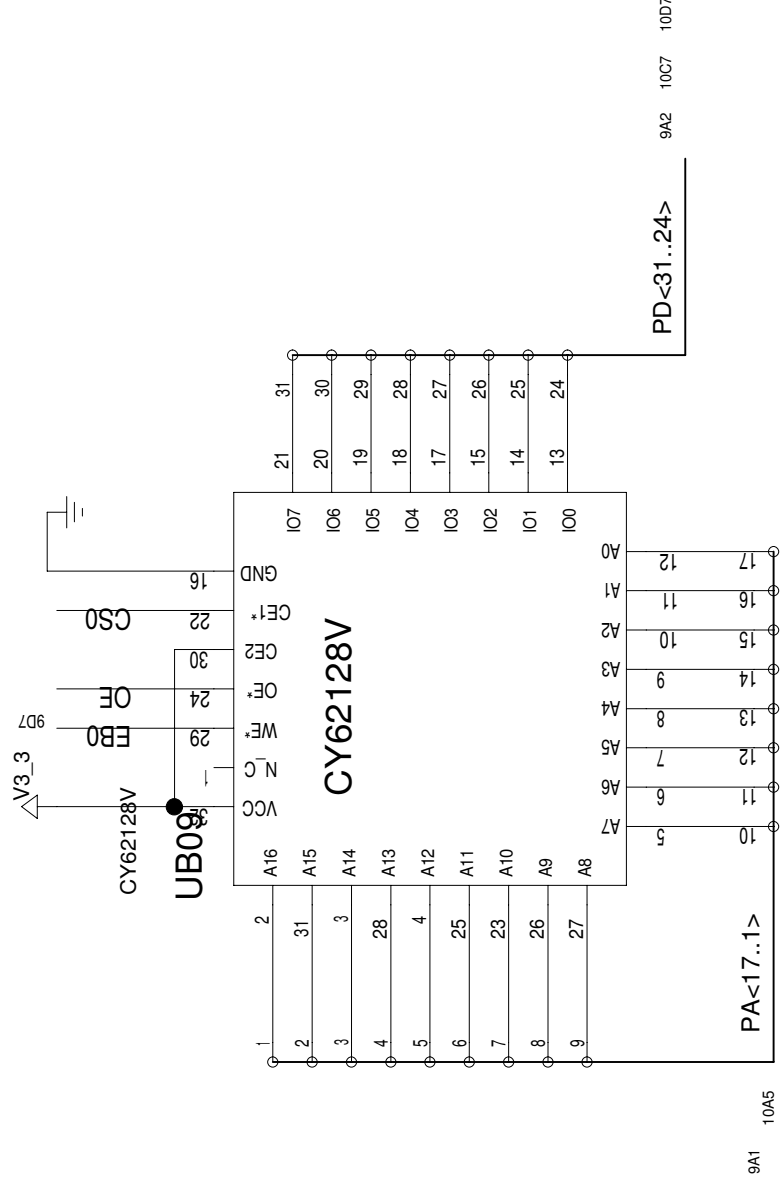 10D7
10C7
9A2
PD<31..24>
31 30 29 28 27 26 25 24
21 20 19 18 17 15 14 13
IO7 IO6 IO5 IO4 IO3 IO2 IO1 IO0
V3_3
9D7
CY62128V
UB09
EB0
OE
CS0
32 1 29 24 30 22 16
VCC N_C WE* OE* CE2 CE1* GND
CY62128V
A7 A6 A5 A4 A3 A2 A1 A0
5 6 7 8 9 10 11 12
10 11 12 13 14 15 16 17
A16 A15 A14 A13 A12 A11 A10 A9 A8
2 31 3 28 4 25 23 26 27
1 2 3 4 5 6 7 8 9
PA<17..1>
9A1
10A5